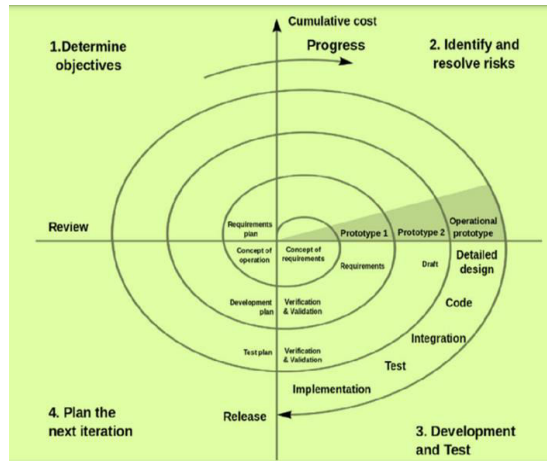 Cumulative cost
Progress
1.Determine
objectives
2. Identify and
resolve risks
Review
Requirements
plan
Prototype 1
Prototype 2
Operational
prototype
Concept of
operation
Concept of
requirements
Requirements
Draft
Detailed
design
Development
plan
Verification
& Validation
Code
Integration
Test plan
Verification
& Validation
Test
Implementation
Release
4. Plan the
next iteration
3. Development
and Test